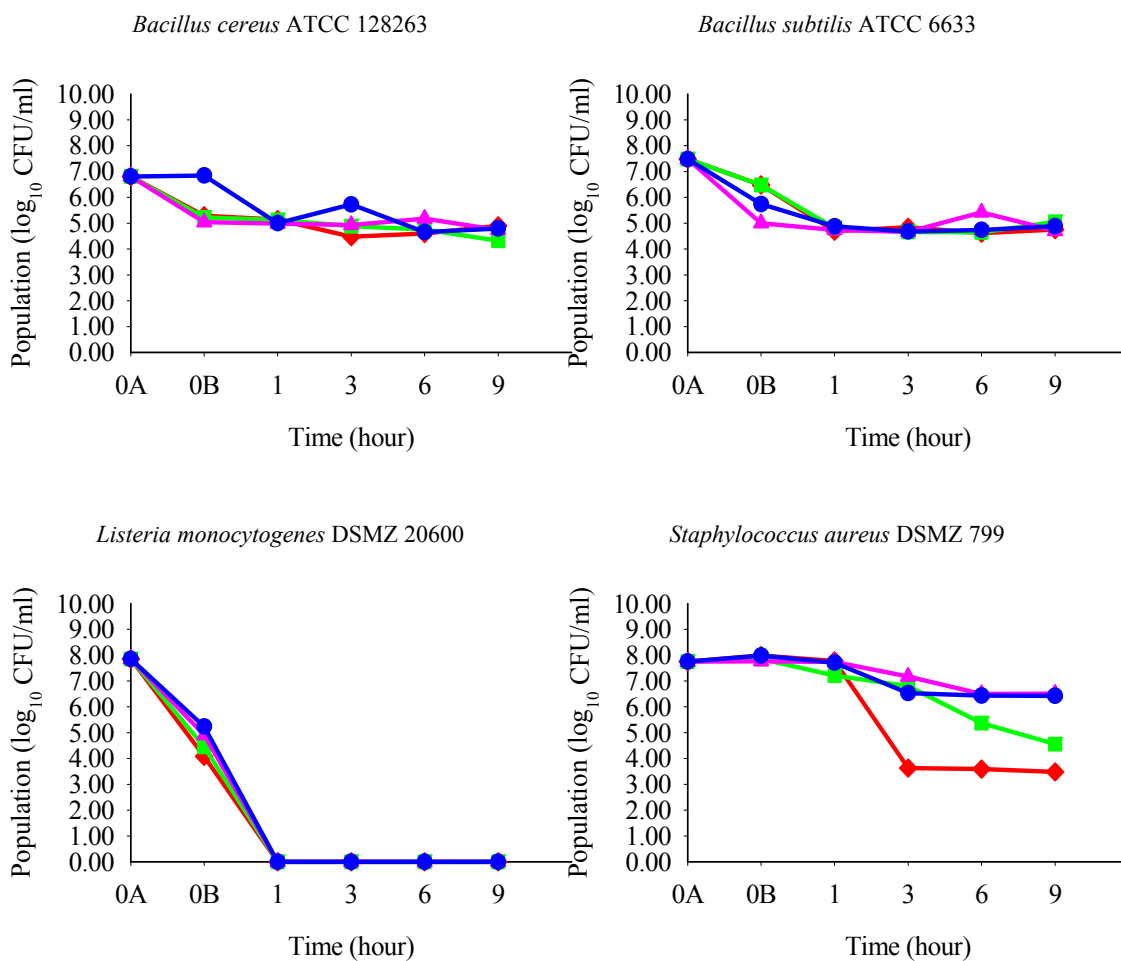 Bacillus cereus ATCC 128263
Population (log10 CFU/ml)
10.00
9.00
8.00
7.00
6.00
5.00
4.00
3.00
2.00
1.00
0.00
0A 0B 1 3 6 9
Time (hour)
Bacillus subtilis ATCC 6633
Population (log10 CFU/ml)
10.00
9.00
8.00
7.00
6.00
5.00
4.00
3.00
2.00
1.00
0.00
0A 0B 1 3 6 9
Time (hour)
Listeria monocytogenes DSMZ 20600
Population (log10 CFU/ml)
10.00
9.00
8.00
7.00
6.00
5.00
4.00
3.00
2.00
1.00
0.00
0A 0B 1 3 6 9
Time (hour)
Staphylococcus aureus DSMZ 799
Population (log10 CFU/ml)
10.00
9.00
8.00
7.00
6.00
5.00
4.00
3.00
2.00
1.00
0.00
0A 0B 1 3 6 9
Time (hour)